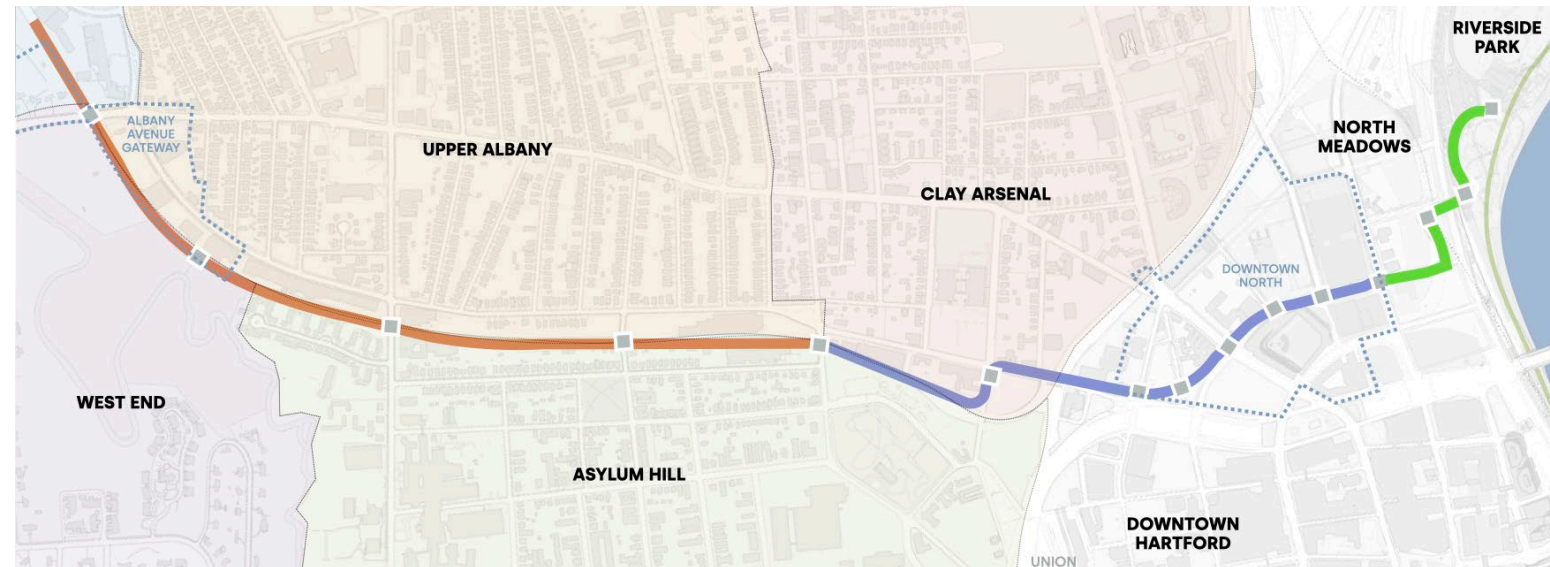 RIVERSIDE
PARK
ALBANY
AVENUE
GATEWAY
UPPER ALBANY
NORTH
MEADOWS
CLAY ARSENAL
DOWNTOWN
NORTH
WEST END
ASYLUM HILL
DOWNTOWN
HARTFORD
UNION